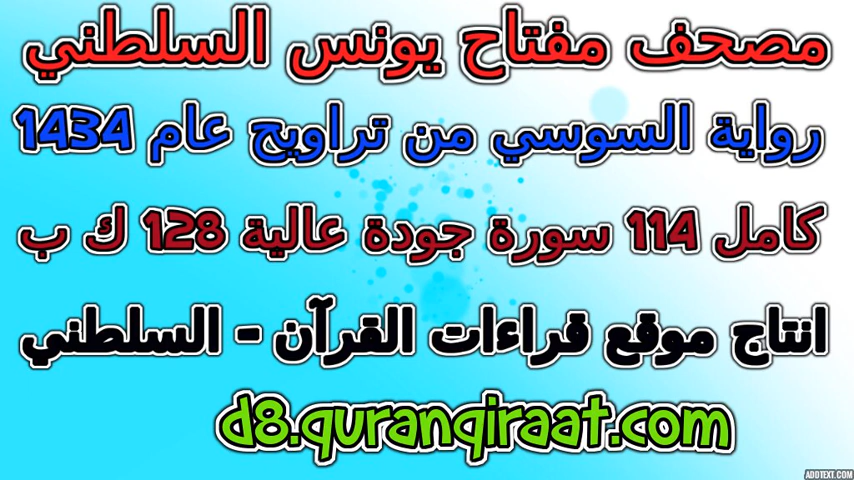 مصحف مفتاح يونس السلطني
رواية السوسي من تراويح عام 1434
كامل 114 سورة جودة عالية 128 ك ب
انتاج موقع قراءات القرآن - السلطني
d8.quranqiraat.com
ADDTEXT.COM